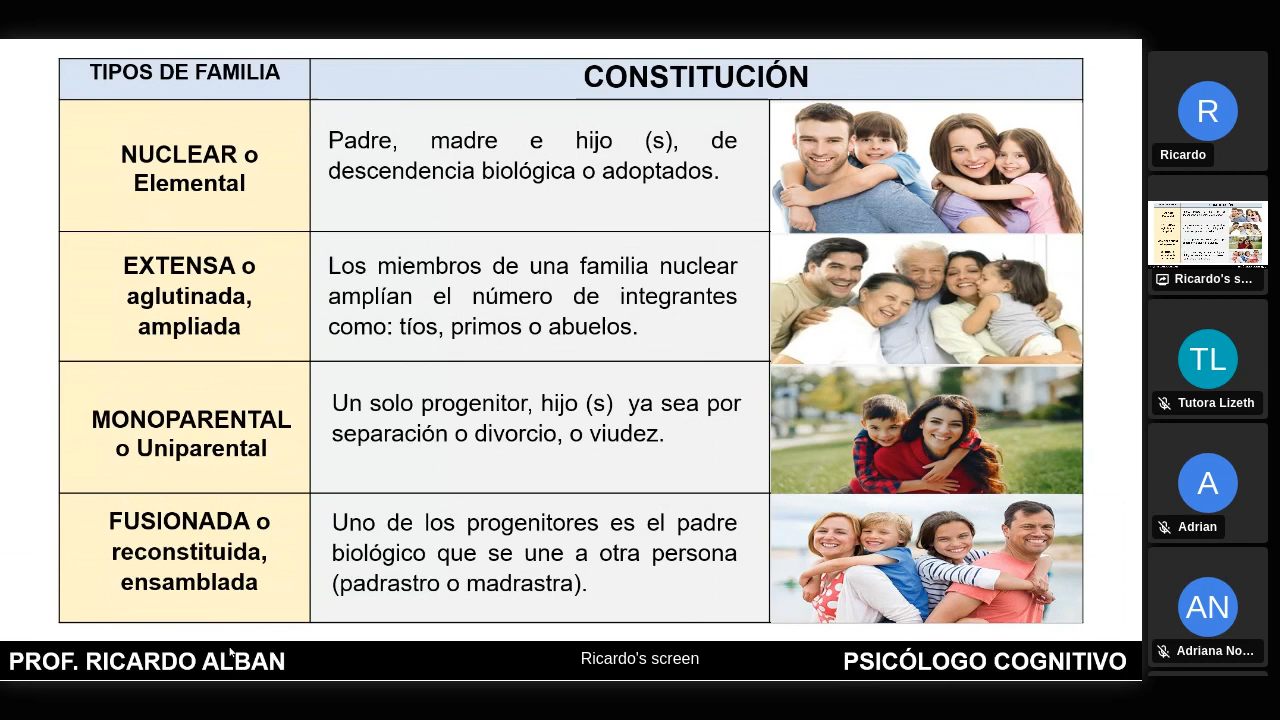 TIPOS DE FAMILIA
CONSTITUCIÓN
NUCLEAR o
Elemental
Padre, madre e hijo (s), de
descendencia biológica o adoptados.
EXTENSA o
aglutinada,
ampliada
Los miembros de una familia nuclear
amplían el número de integrantes
como: tíos, primos o abuelos.
MONOPARENTAL
o Uniparental
Un solo progenitor, hijo (s) ya sea por
separación o divorcio, o viudez.
FUSIONADA o
reconstituida,
ensamblada
Uno de los progenitores es el padre
biológico que se une a otra persona
(padrastro o madrastra).
PROF. RICARDO ALBAN
Ricardo's screen
PSICÓLOGO COGNITIVO
R
Ricardo
Ricardo's s...
TL
Tutora Lizeth
A
Adrian
AN
Adriana No...